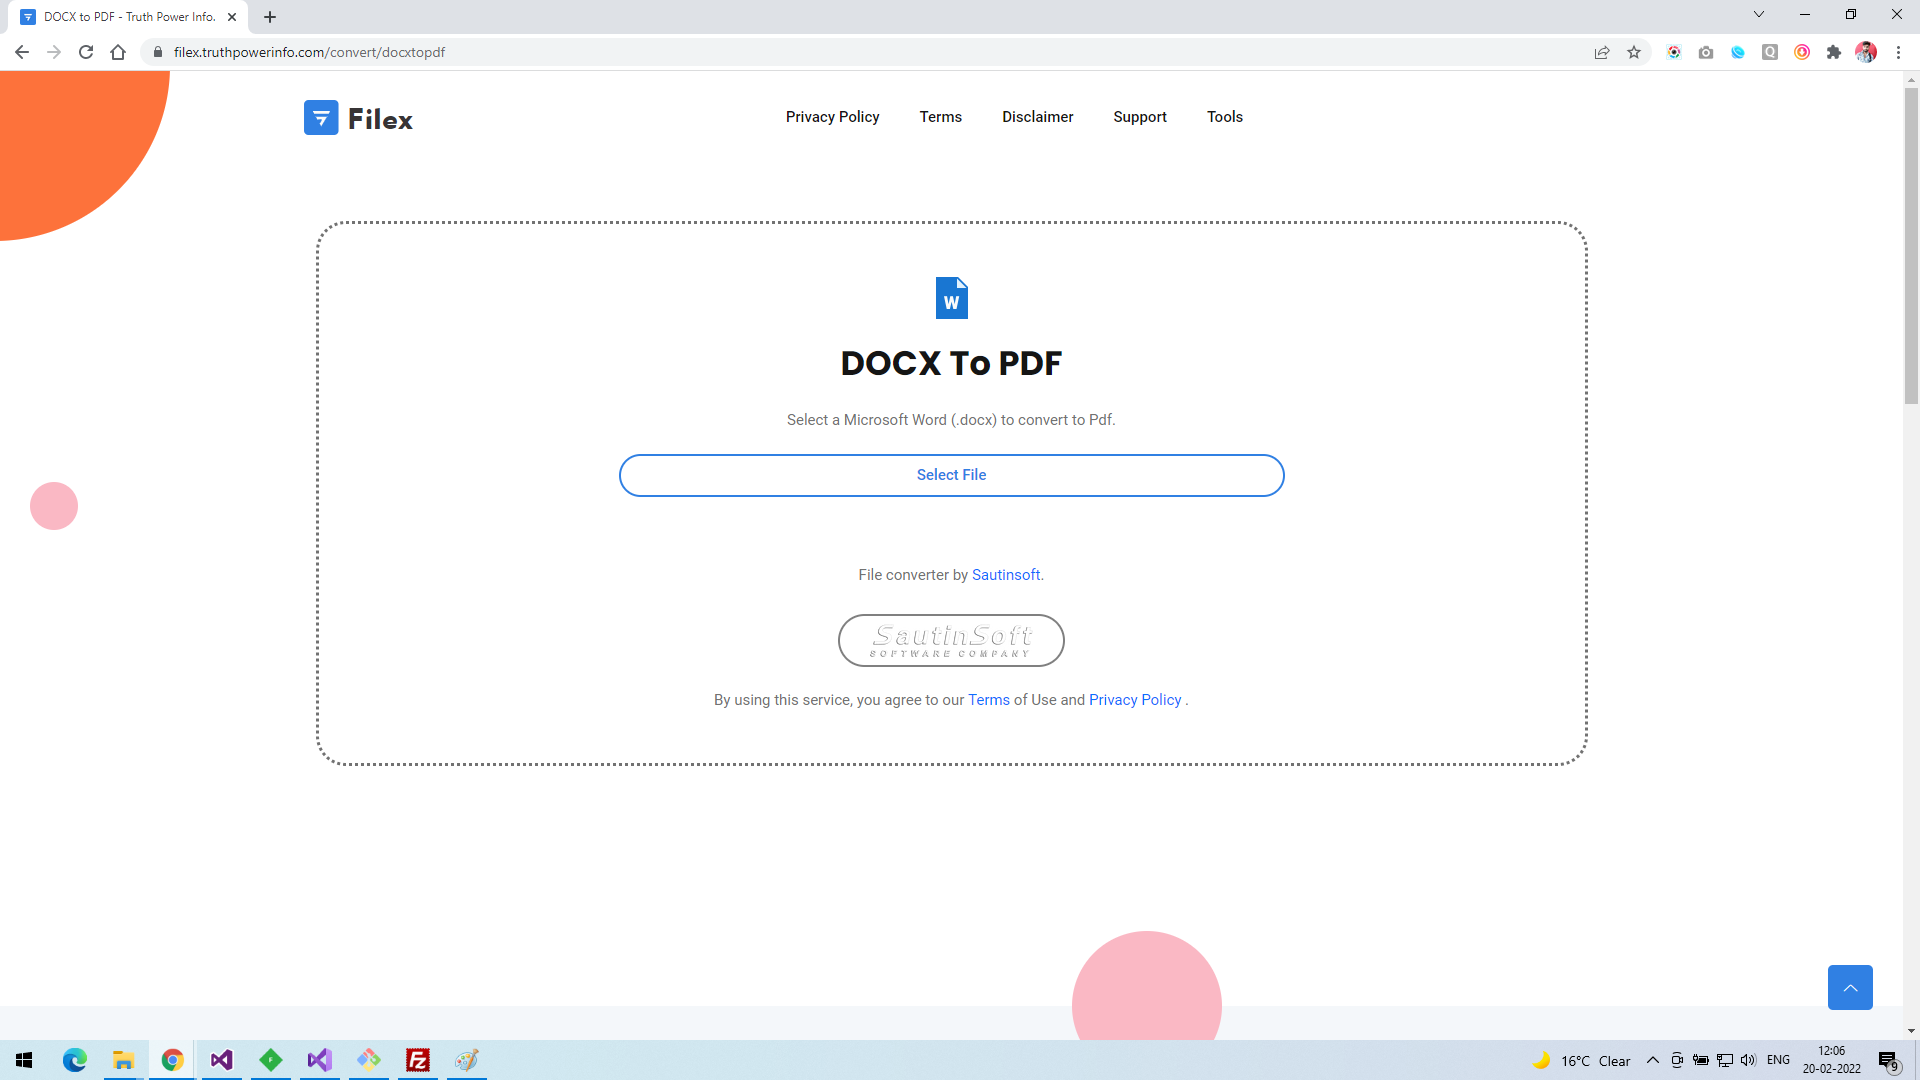 DOCX to PDF - Truth Power Info.
filex.truthpowerinfo.com/convert/docxtopdf
Filex
Privacy Policy Terms Disclaimer Support Tools
W
DOCX To PDF
Select a Microsoft Word (.docx) to convert to Pdf.
Select File
File converter by Sautinsoft.
SautinSoft
SOFTWARE COMPANY
By using this service, you agree to our Terms of Use and Privacy Policy .
16°C Clear ENG 12:06
20-02-2022
9